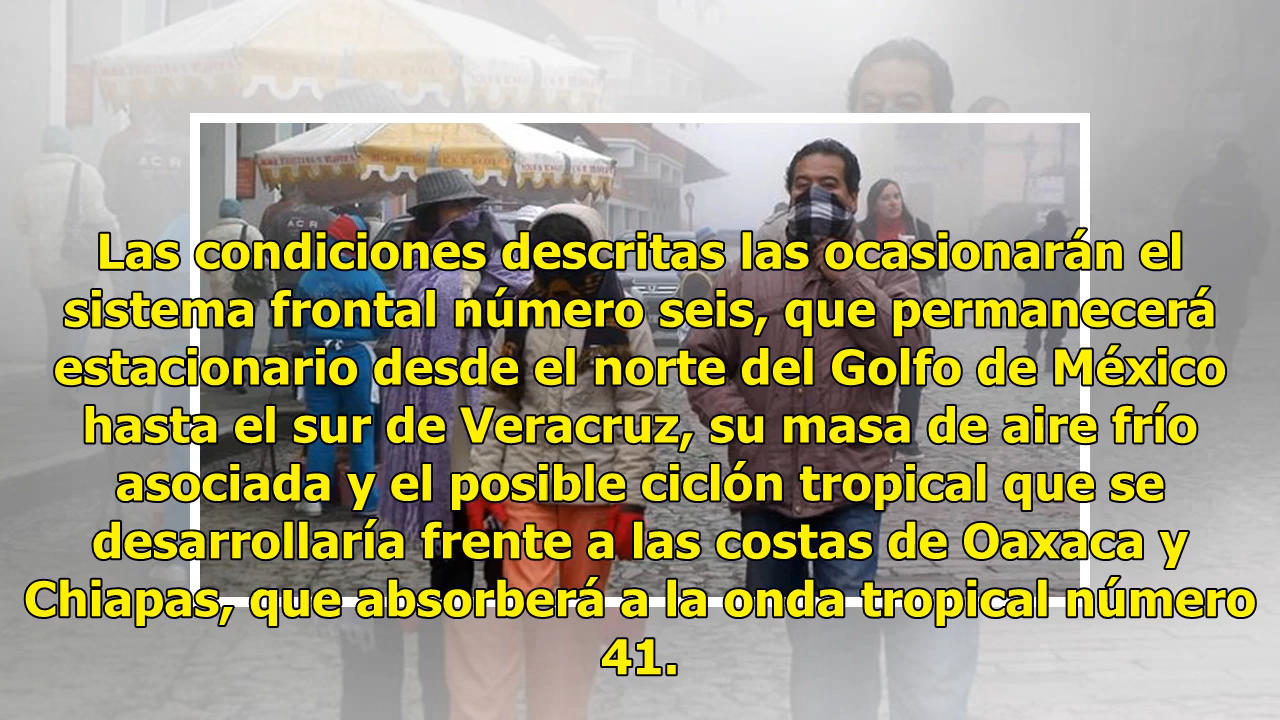 Las condiciones descritas las ocasionarán el
sistema frontal número seis, que permanecerá
estacionario desde el norte del Golfo de México
hasta el sur de Veracruz, su masa de aire frío
asociada y el posible ciclón tropical que se
desarrollaría frente a las costas de Oaxaca y
Chiapas, que absorberá a la onda tropical número
41.